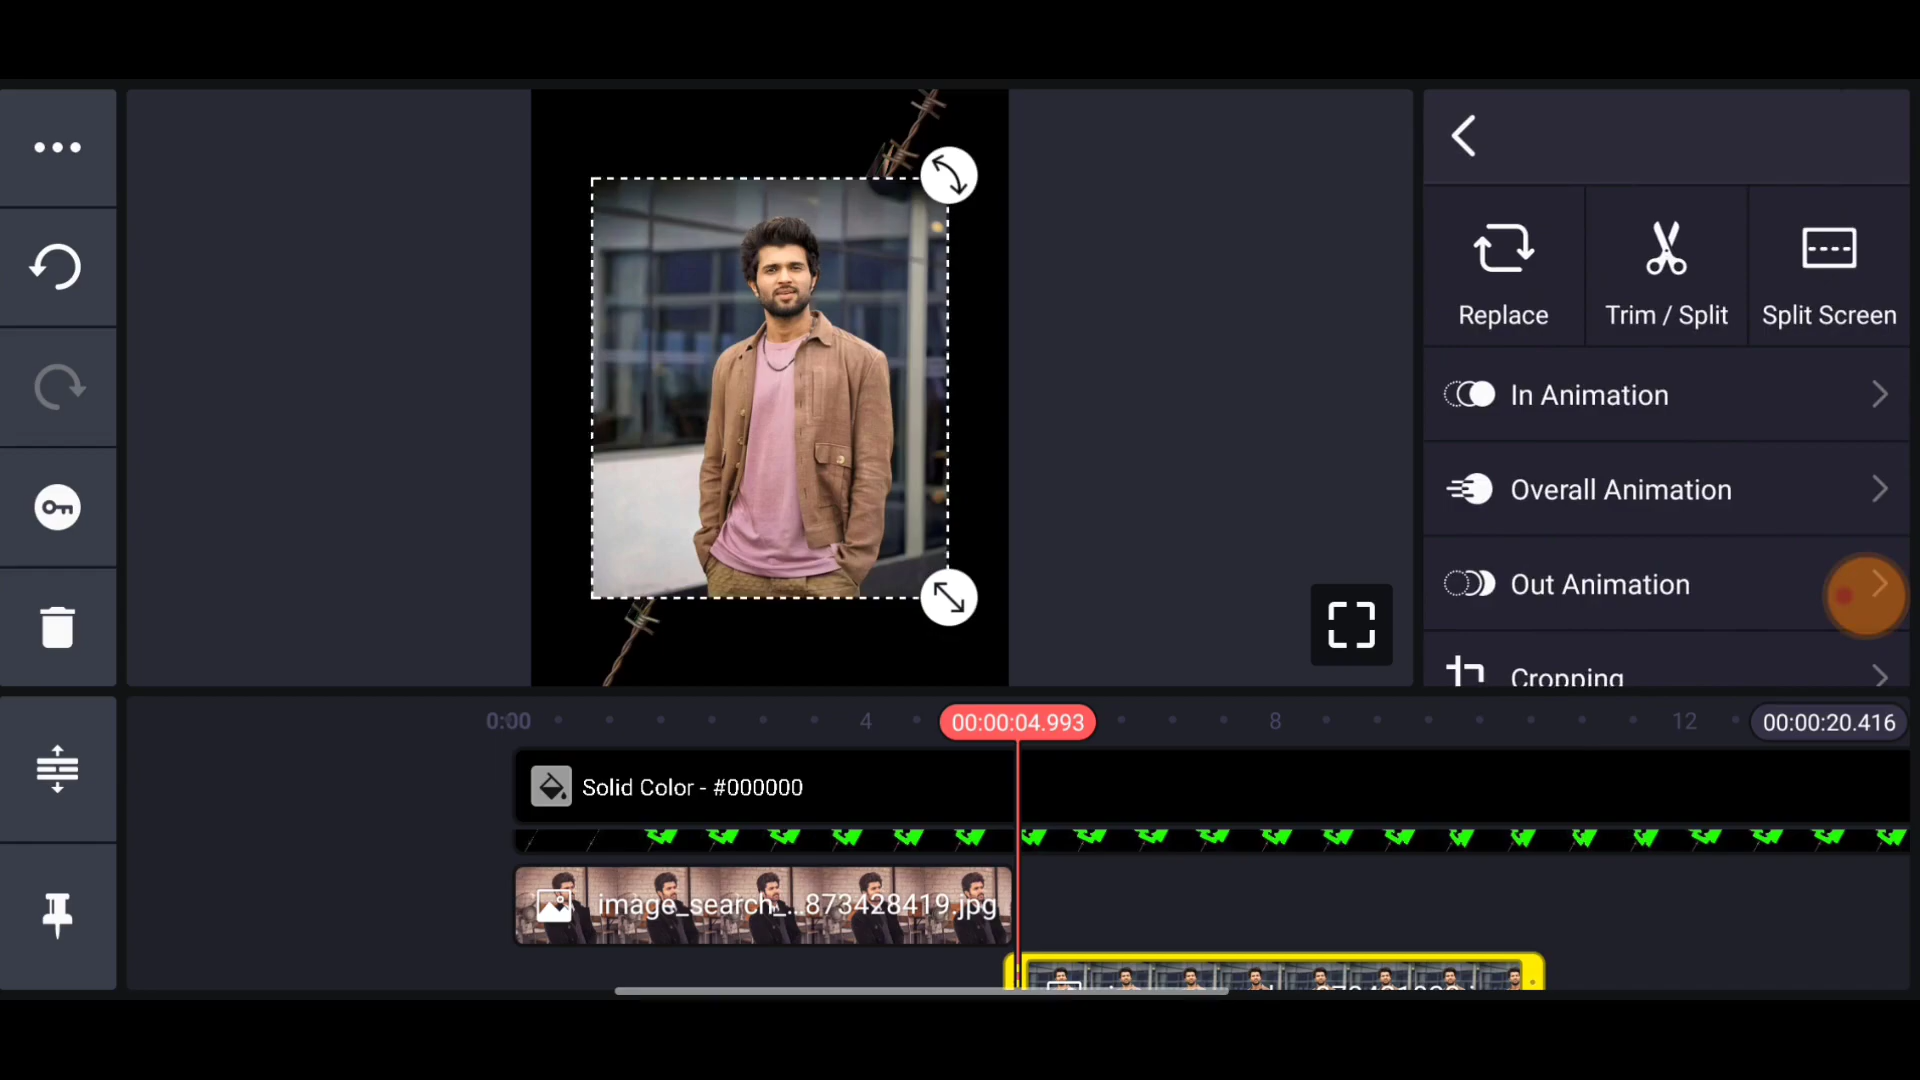 Replace
Trim / Split
Split Screen
In Animation
Overall Animation
Out Animation
Cropping
0:00
4
00:00:04.993
8
12
00:00:20.416
Solid Color - #000000
image_search_...873428419.jpg